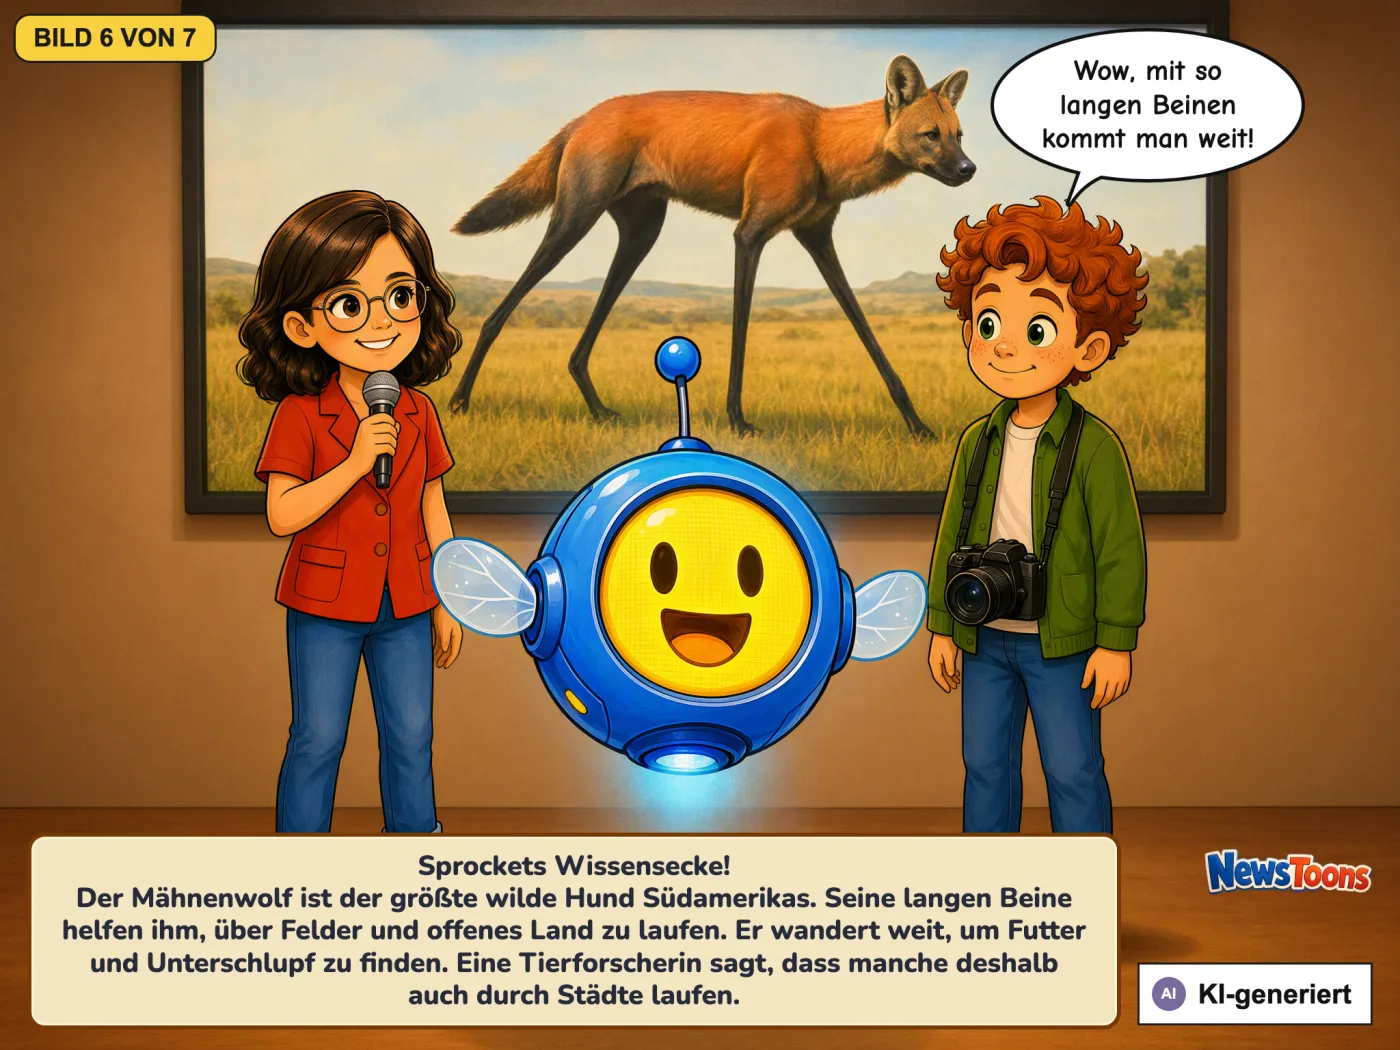 BILD 6 VON 7
Wow, mit so
langen Beinen
kommt man weit!
Sprockets Wissensecke!
Der Mähnenwolf ist der größte wilde Hund Südamerikas. Seine langen Beine
helfen ihm, über Felder und offenes Land zu laufen. Er wandert weit, um Futter
und Unterschlupf zu finden. Eine Tierforscherin sagt, dass manche deshalb
auch durch Städte laufen.
NewsToons
AI KI-generiert